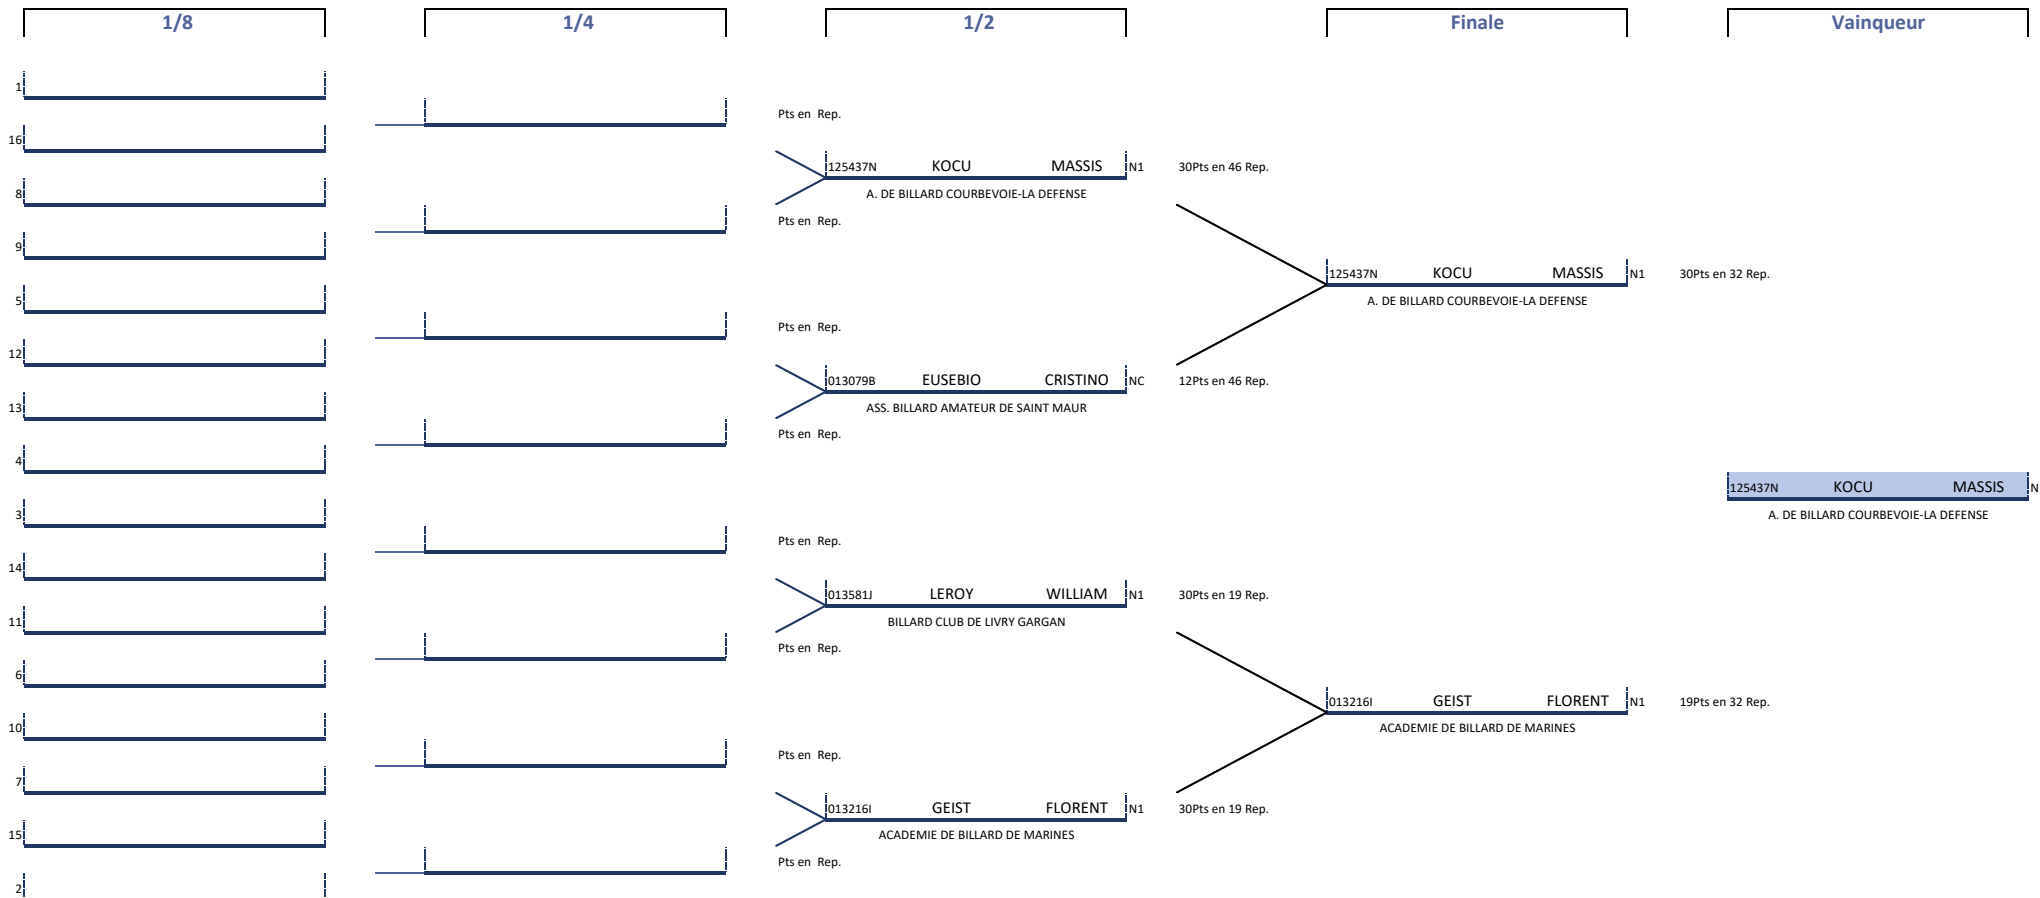 1/8 1/4 1/2 Finale Vainqueur
1
Pts en Rep.
16
125437N KOCU MASSIS N1 30Pts en 46 Rep.
8 A. DE BILLARD COURBEVOIE-LA DEFENSE
Pts en Rep.
9
125437N KOCU MASSIS N1 30Pts en 32 Rep.
5 A. DE BILLARD COURBEVOIE-LA DEFENSE
Pts en Rep.
12
013079B EUSEBIO CRISTINO NC 12Pts en 46 Rep.
13 ASS. BILLARD AMATEUR DE SAINT MAUR
Pts en Rep.
4
125437N KOCU MASSIS N
3 A. DE BILLARD COURBEVOIE-LA DEFENSE
Pts en Rep.
14
013581J LEROY WILLIAM N1 30Pts en 19 Rep.
11 BILLARD CLUB DE LIVRY GARGAN
Pts en Rep.
6
013216I GEIST FLORENT N1 19Pts en 32 Rep.
10 ACADEMIE DE BILLARD DE MARINES
Pts en Rep.
7
013216I GEIST FLORENT N1 30Pts en 19 Rep.
15 ACADEMIE DE BILLARD DE MARINES
Pts en Rep.
2